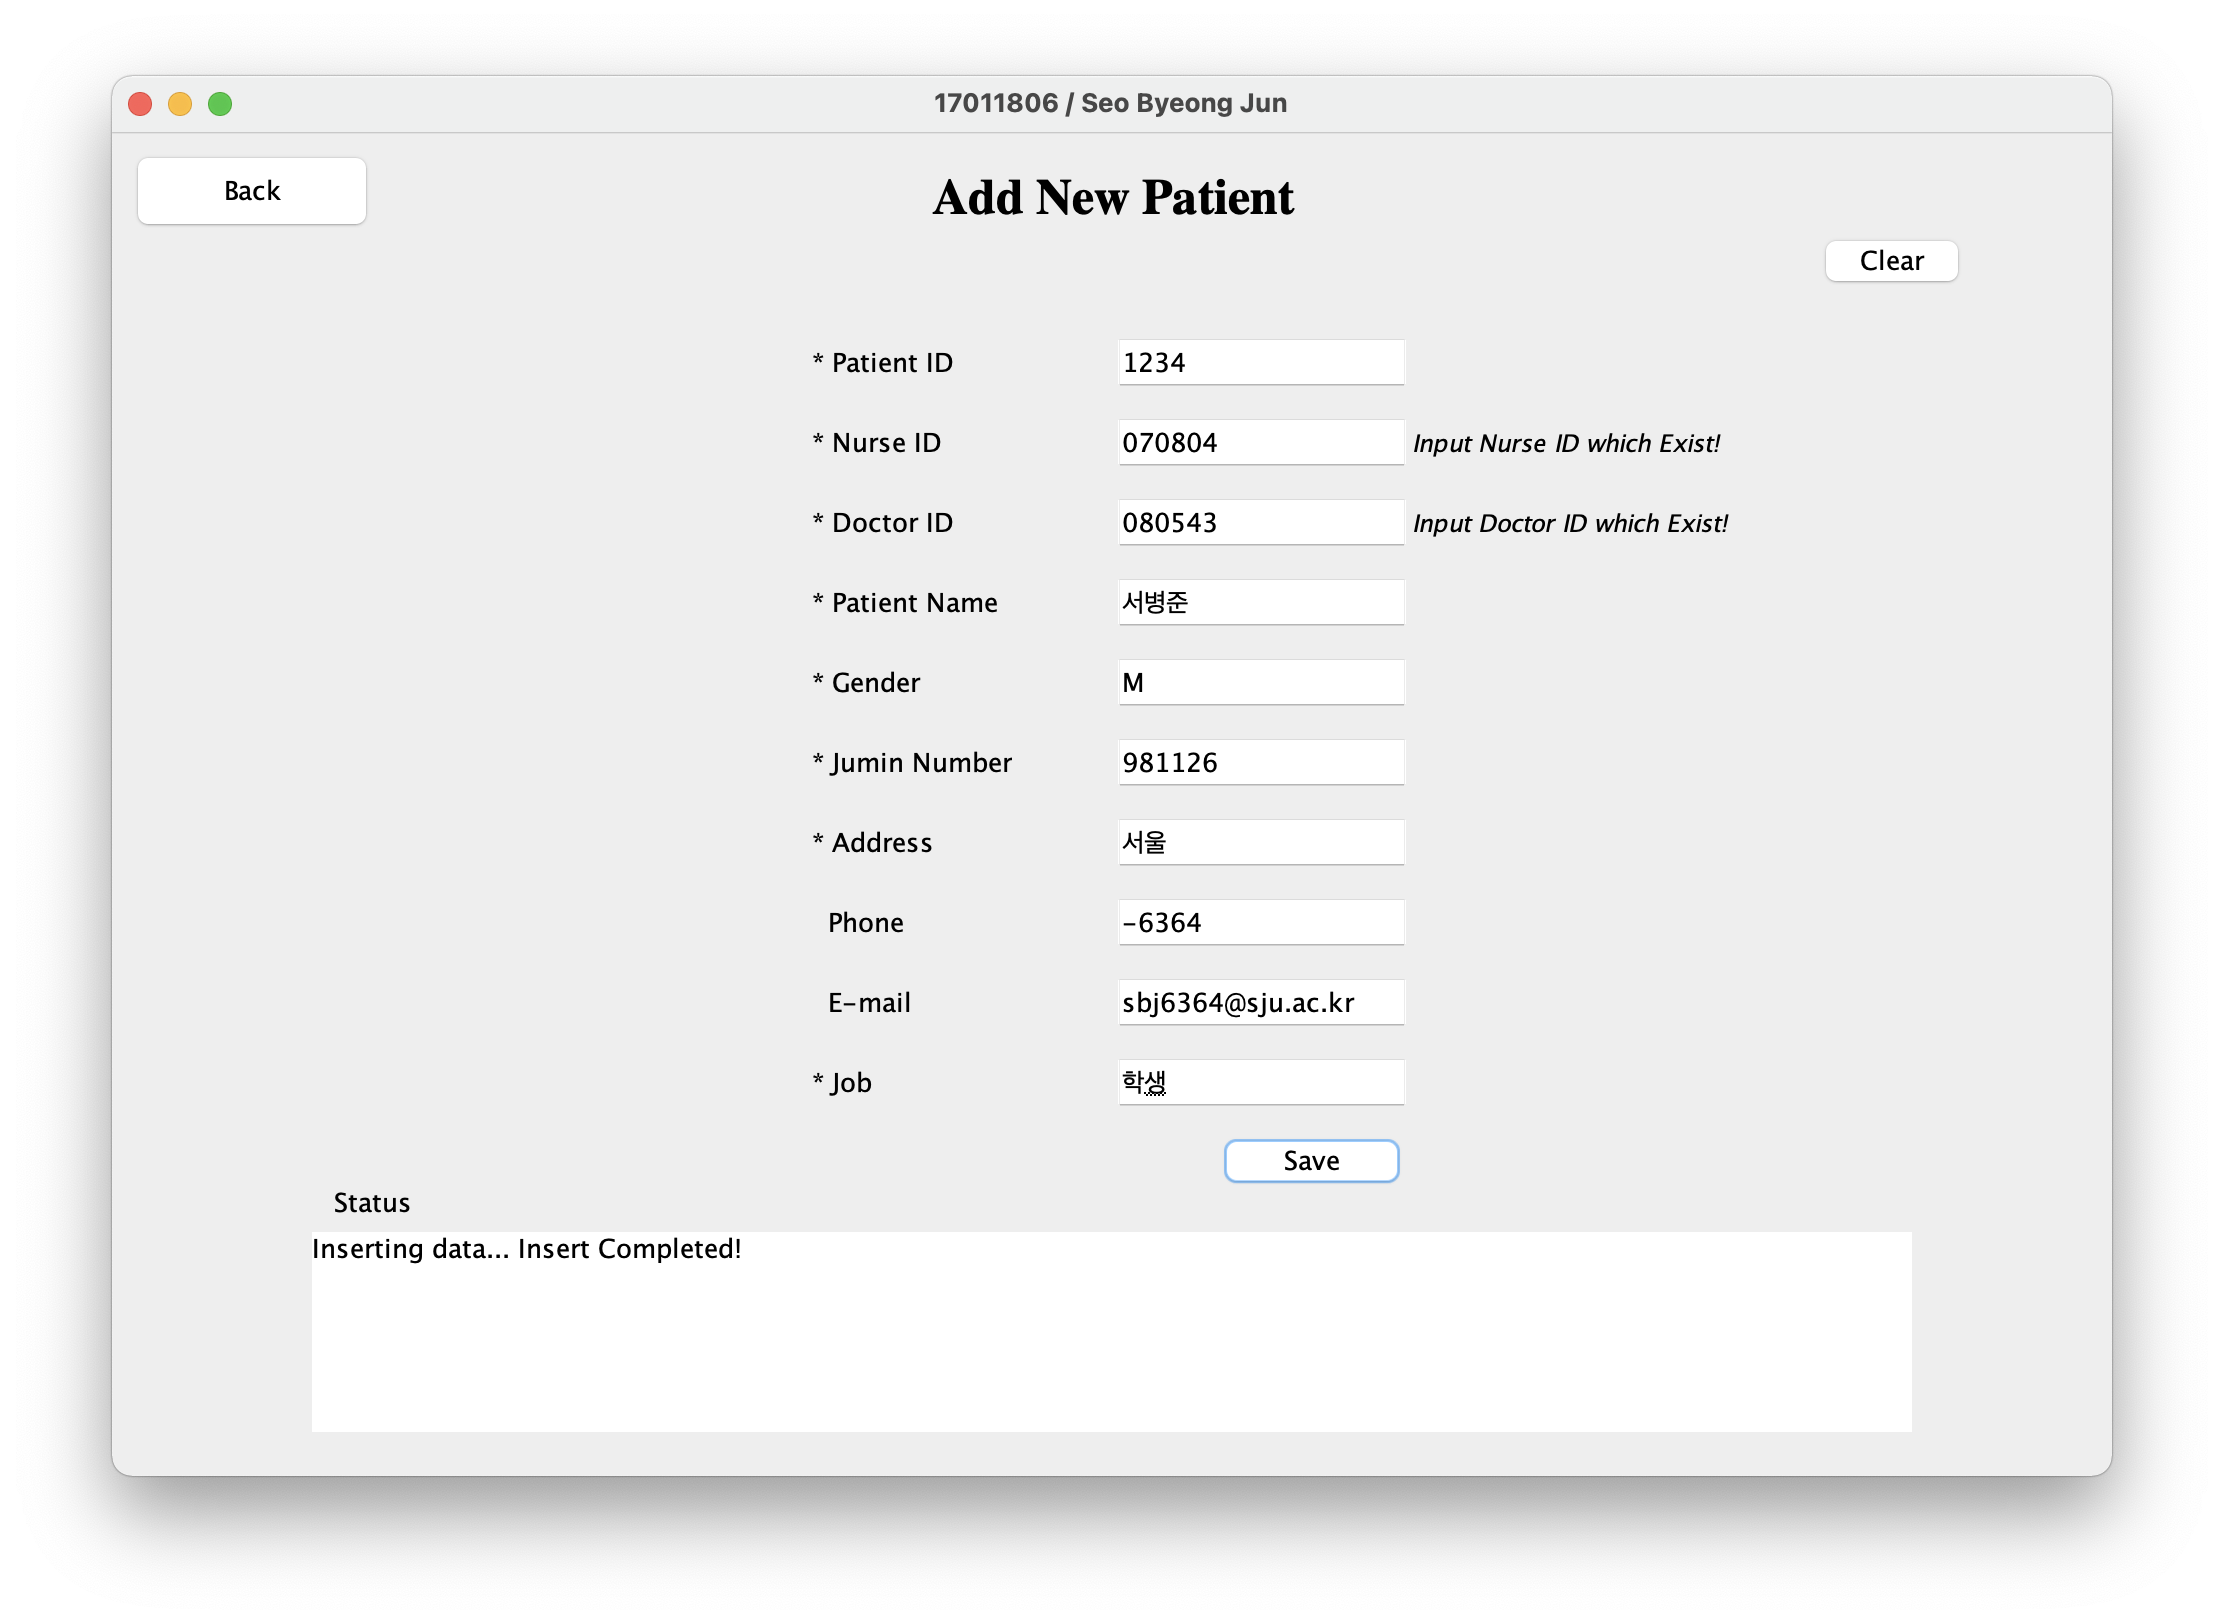 17011806 / Seo Byeong Jun
Back
Add New Patient
Clear
* Patient ID 1234
* Nurse ID 070804 Input Nurse ID which Exist!
* Doctor ID 080543 Input Doctor ID which Exist!
* Patient Name 서병준
* Gender M
* Jumin Number 981126
* Address 서울
Phone -6364
E-mail sbj6364@sju.ac.kr
* Job 학생
Save
Status
Inserting data... Insert Completed!